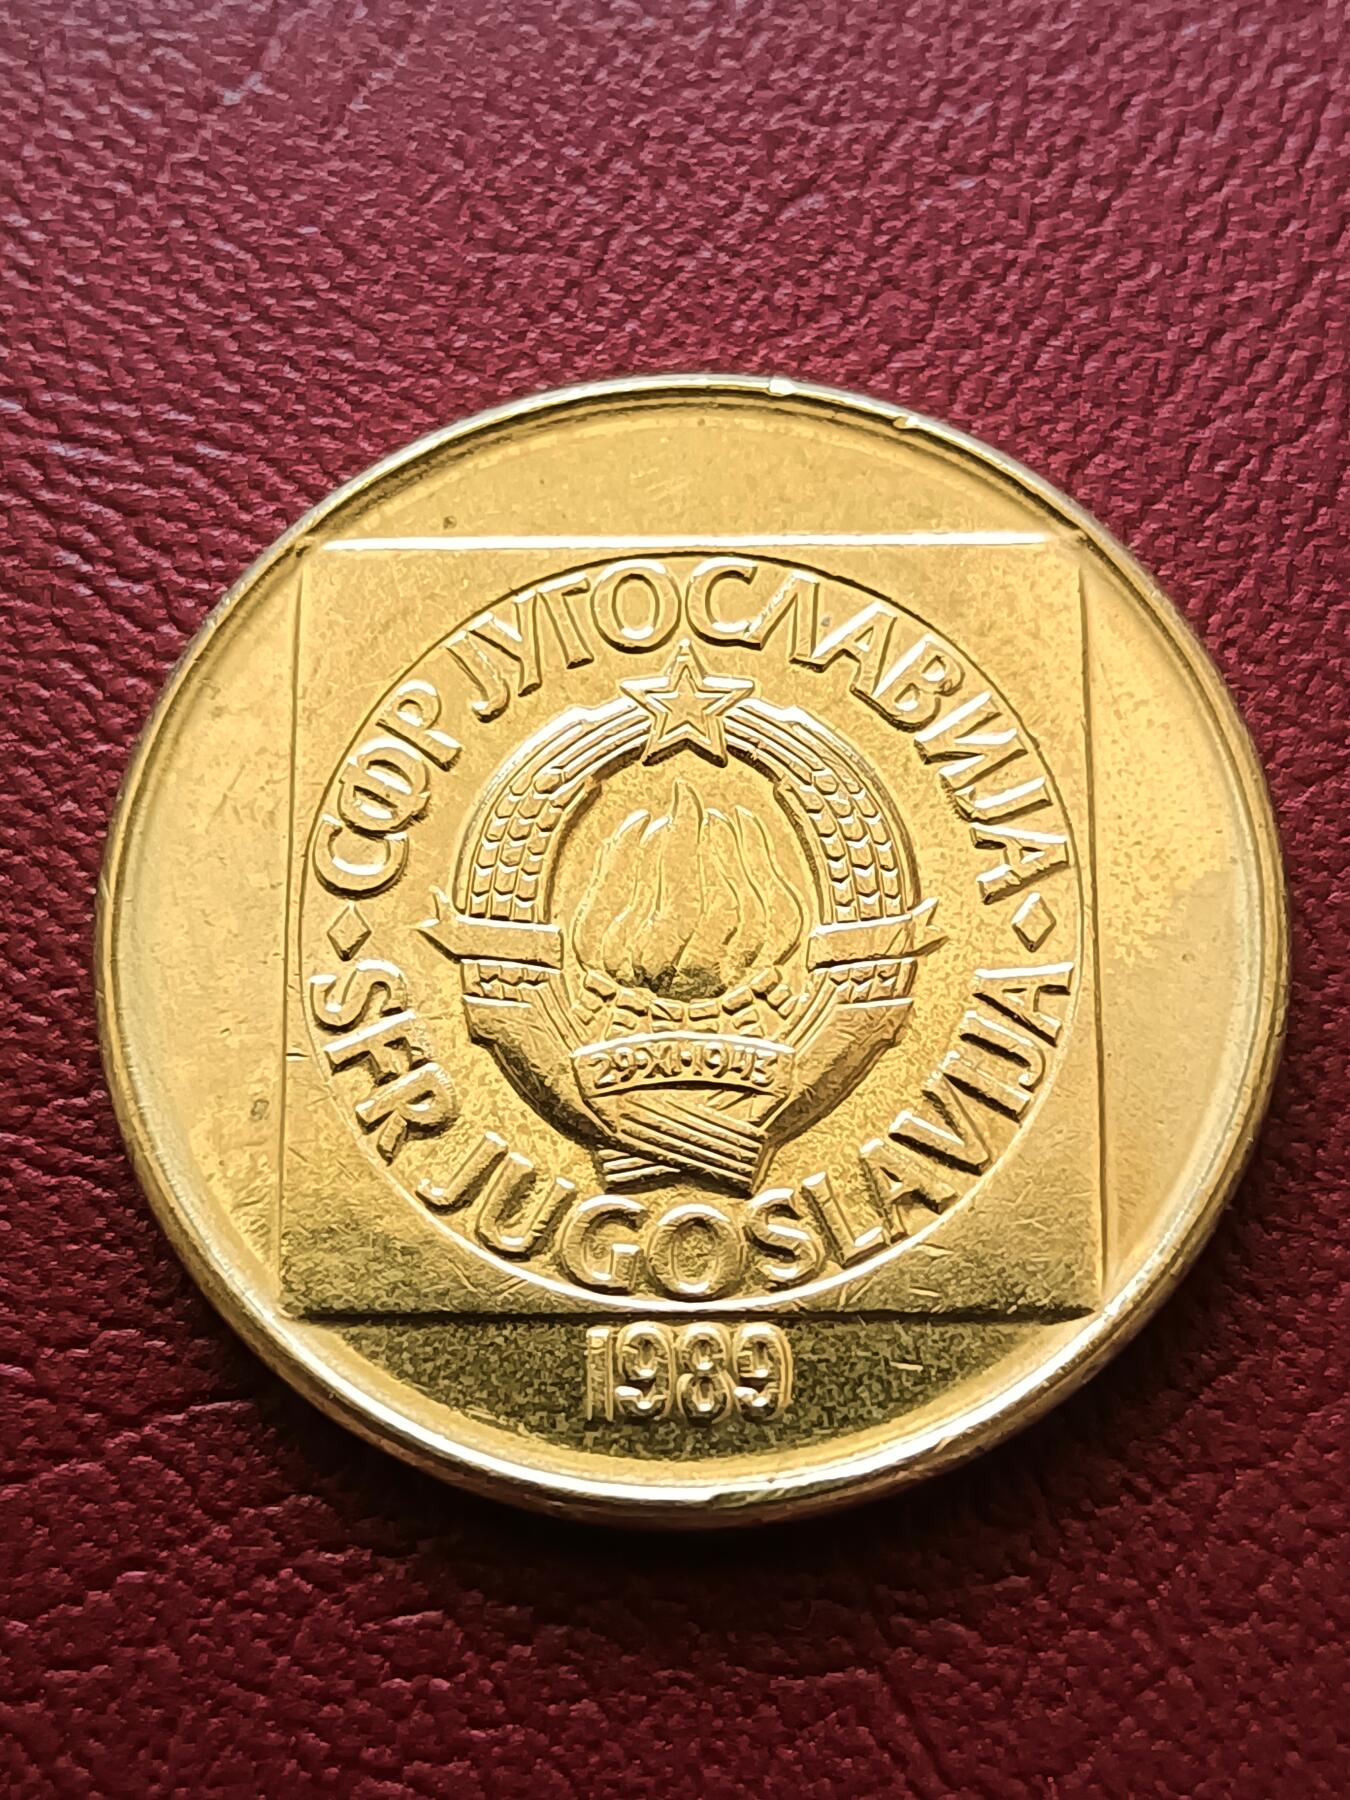 СФР ЈУГОСЛАВИЈА
29·XI·1943
SFR JUGOSLAVIJA
1989